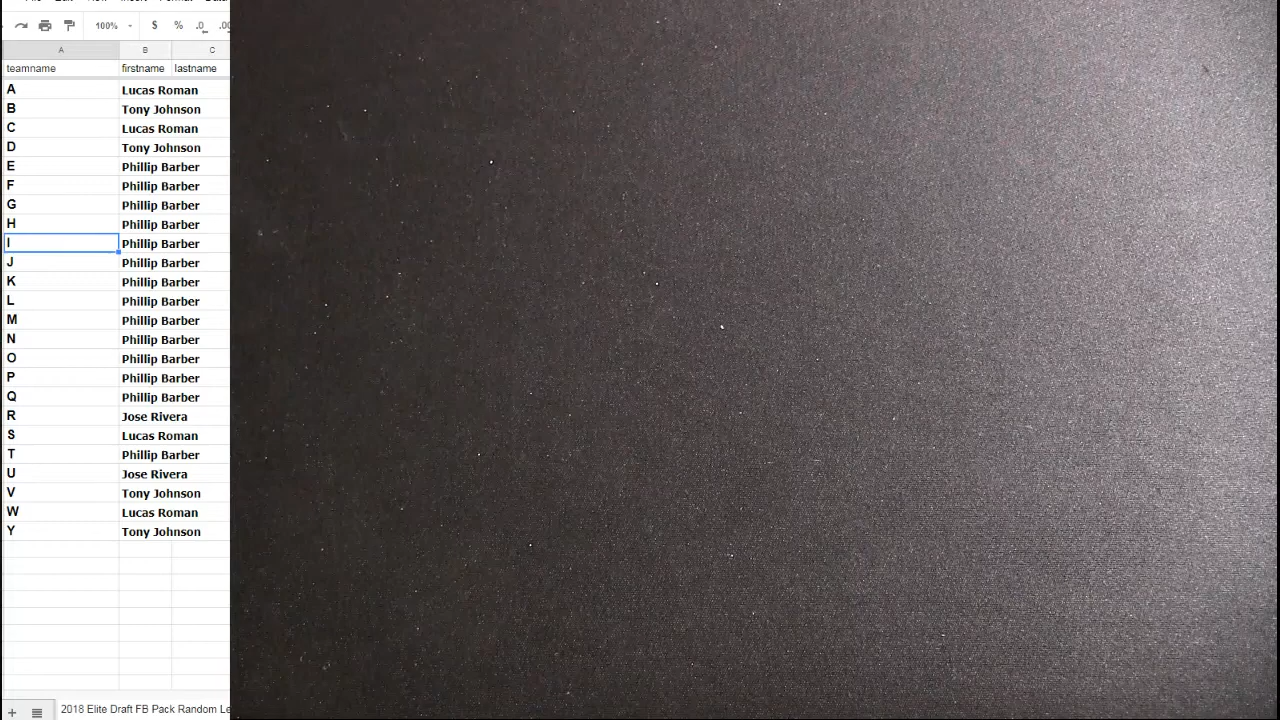 100% $ % .0 .00
A B C
teamname firstname lastname
A Lucas Roman
B Tony Johnson
C Lucas Roman
D Tony Johnson
E Phillip Barber
F Phillip Barber
G Phillip Barber
H Phillip Barber
I Phillip Barber
J Phillip Barber
K Phillip Barber
L Phillip Barber
M Phillip Barber
N Phillip Barber
O Phillip Barber
P Phillip Barber
Q Phillip Barber
R Jose Rivera
S Lucas Roman
T Phillip Barber
U Jose Rivera
V Tony Johnson
W Lucas Roman
Y Tony Johnson
+ 2018 Elite Draft FB Pack Random Le